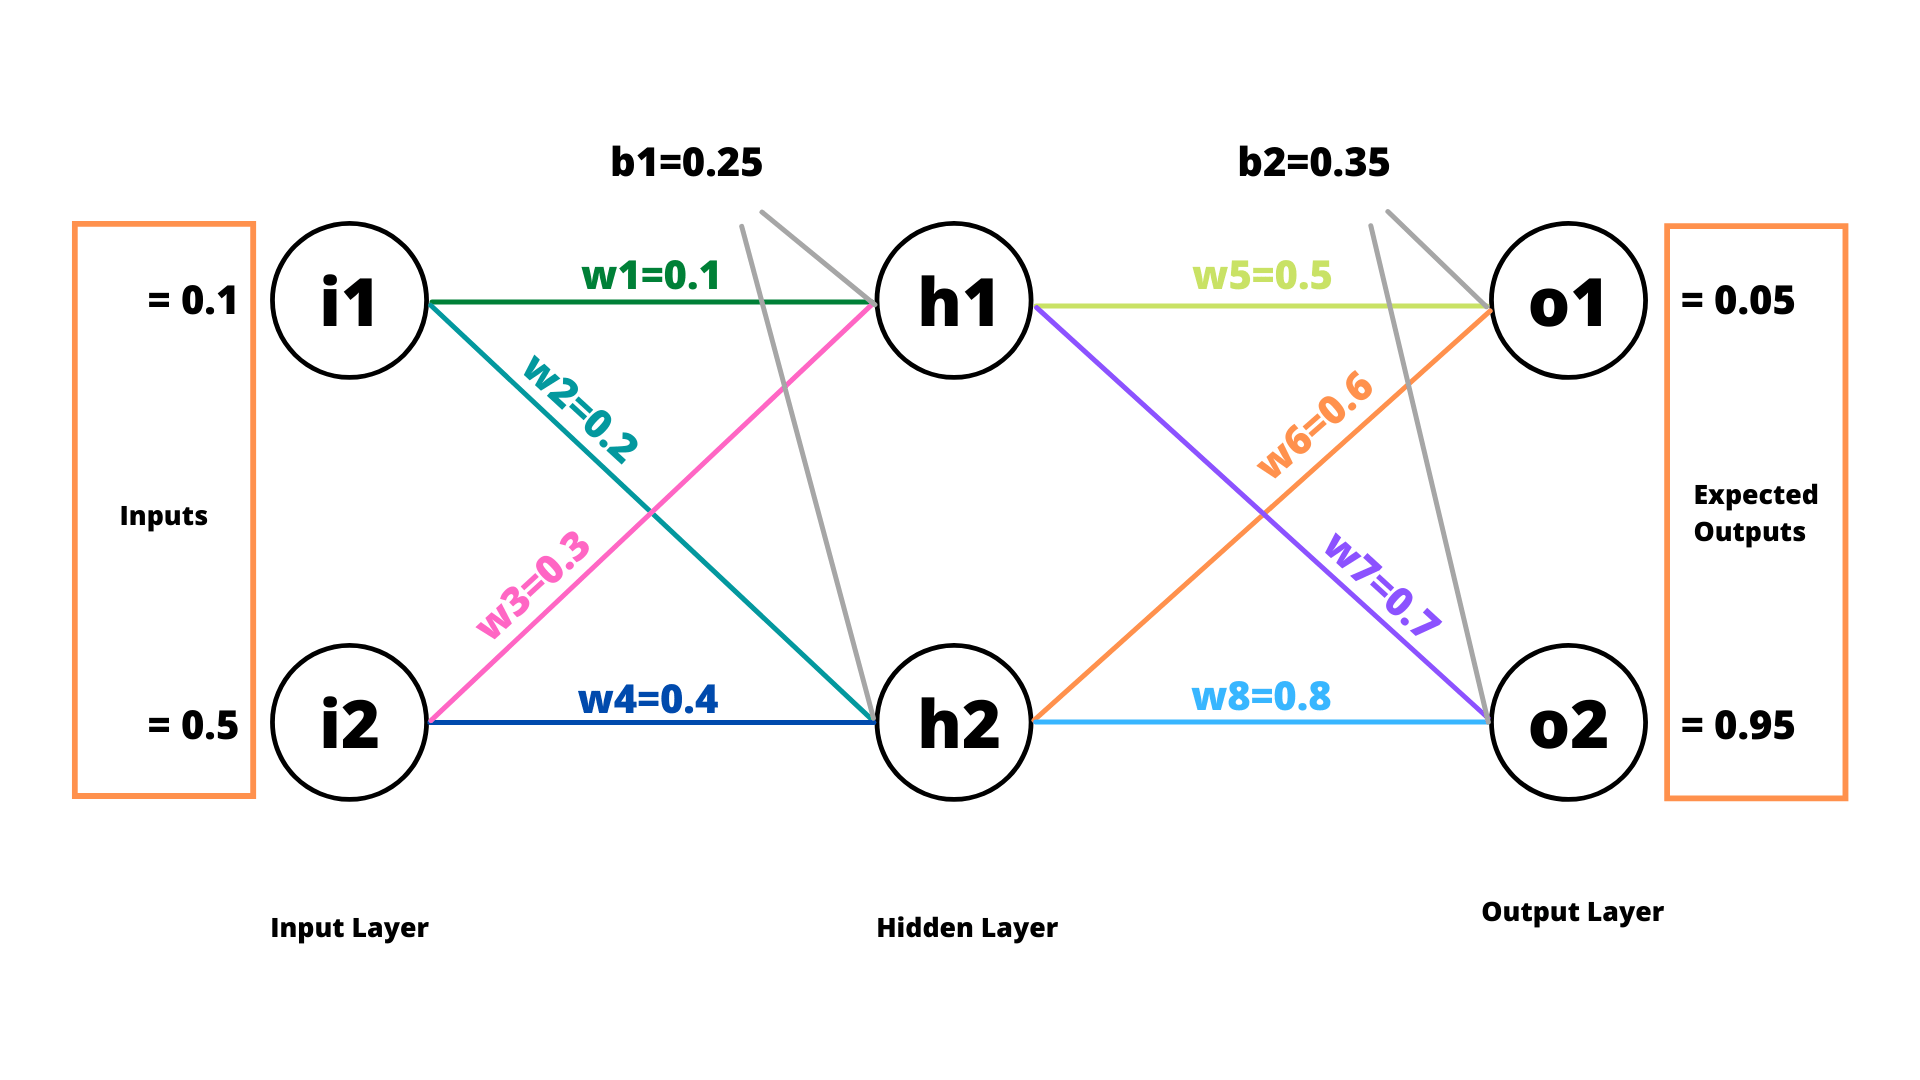 b1=0.25
b2=0.35
= 0.1
i1
w1=0.1
h1
w5=0.5
o1
= 0.05
w2=0.2
w6=0.6
Inputs
Expected
Outputs
w3=0.3
w7=0.7
= 0.5
i2
w4=0.4
h2
w8=0.8
o2
= 0.95
Input Layer
Hidden Layer
Output Layer